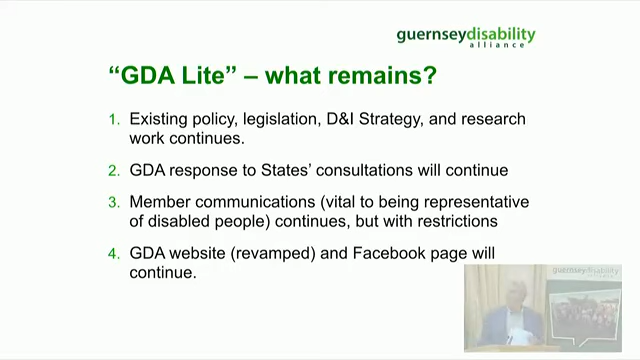 guernseydisability
alliance
“GDA Lite” – what remains?
1. Existing policy, legislation, D&I Strategy, and research
work continues.
2. GDA response to States’ consultations will continue
3. Member communications (vital to being representative
of disabled people) continues, but with restrictions
4. GDA website (revamped) and Facebook page will
continue.
guernseydisability